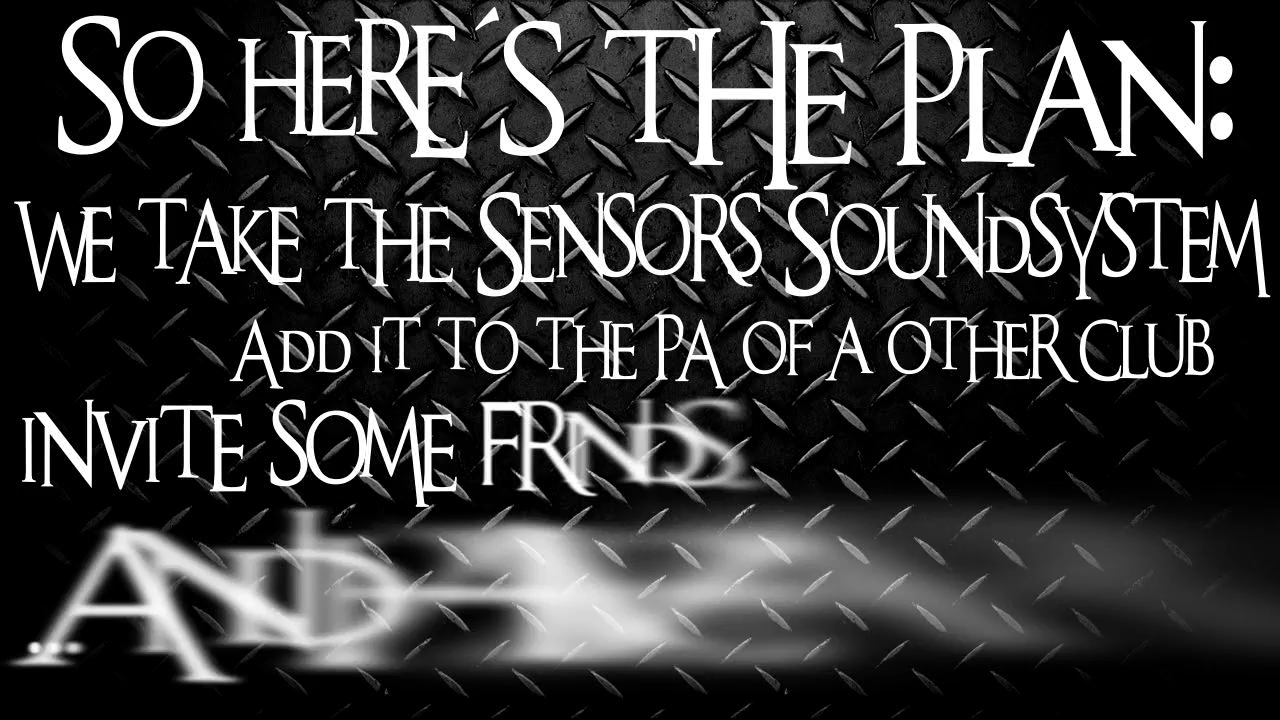 So here´s the Plan:
We take the Sensors Soundsystem
Add it to the PA of a other club
invite some
...And